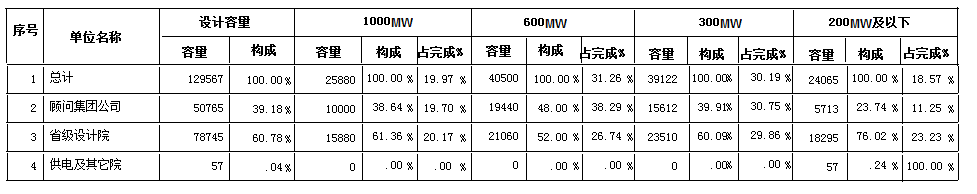 序号 单位名称 设计容量 1000MW 600MW 300MW 200MW及以下
容量 构成 容量 构成 占完成% 容量 构成 占完成% 容量 构成 占完成% 容量 构成 占完成%
1 总计 129567 100.00% 25880 100.00% 19.97% 40500 100.00% 31.26% 39122 100.00% 30.19% 24065 100.00% 18.57%
2 顾问集团公司 50765 39.18% 10000 38.64% 19.70% 19440 48.00% 38.29% 15612 39.91% 30.75% 5713 23.74% 11.25%
3 省级设计院 78745 60.78% 15880 61.36% 20.17% 21060 52.00% 26.74% 23510 60.09% 29.86% 18295 76.02% 23.23%
4 供电及其它院 57 .04% 0 .00% .00% 0 .00% .00% 0 .00% .00% 57 .24% 100.00%